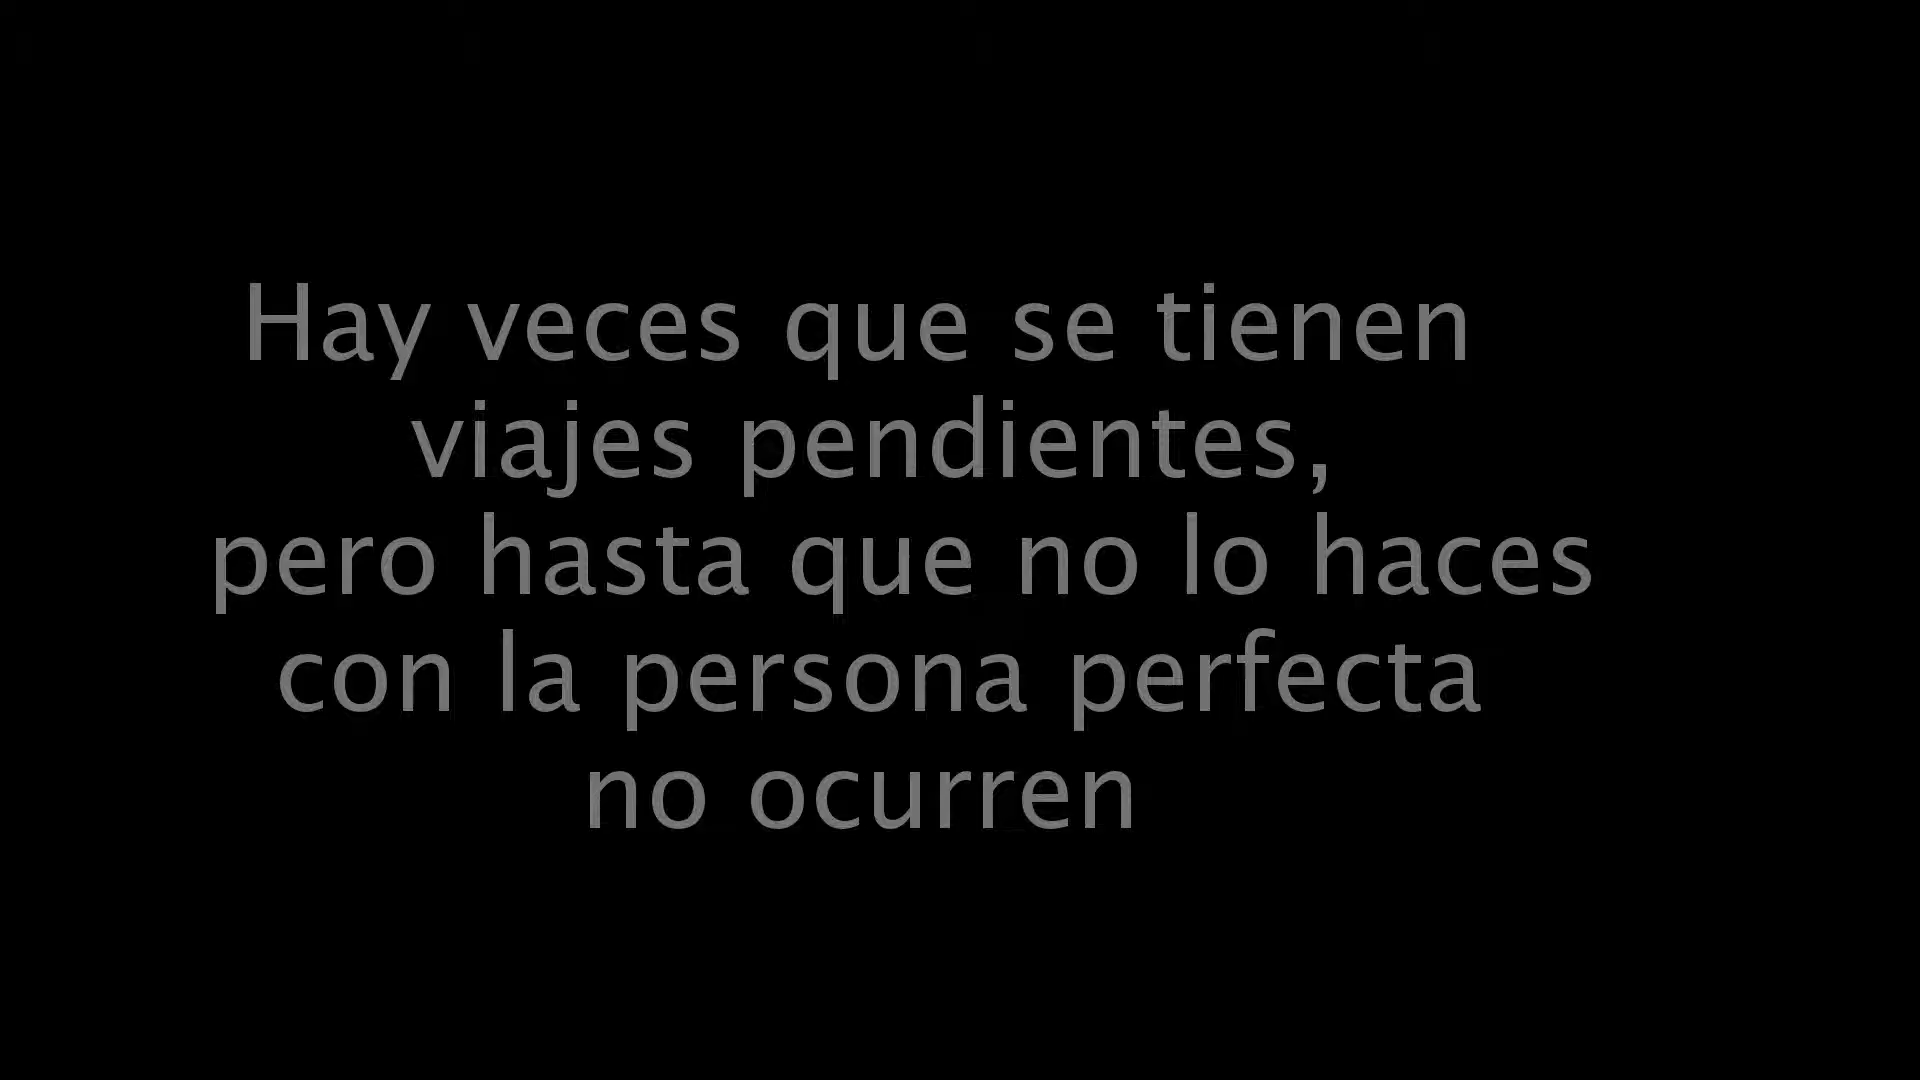 Hay veces que se tienen
viajes pendientes,
pero hasta que no lo haces
con la persona perfecta
no ocurren